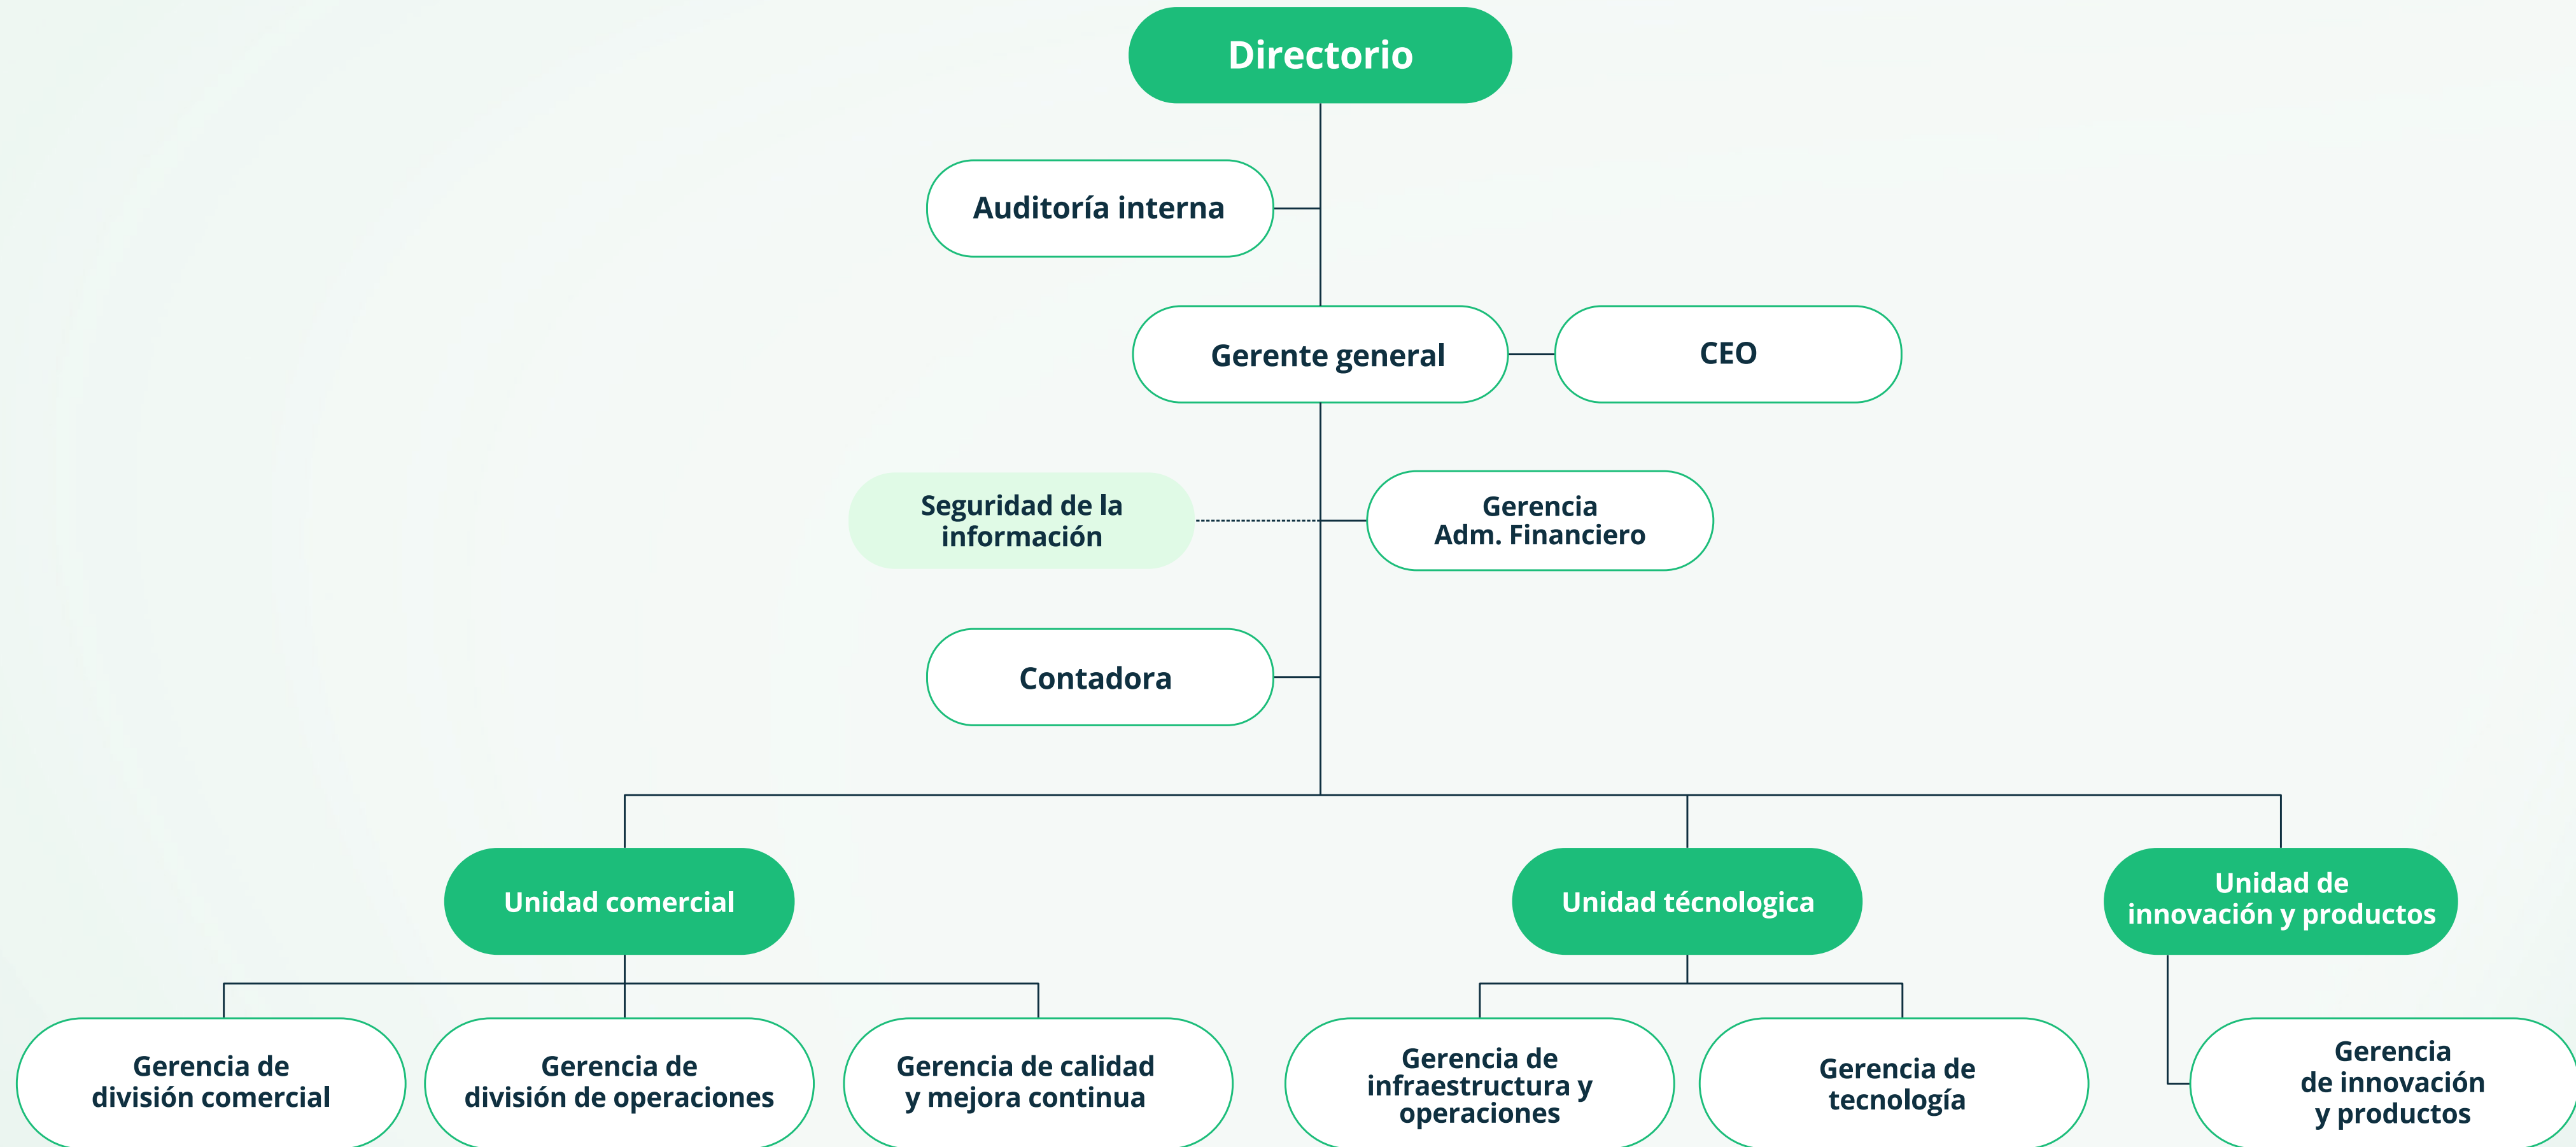 Directorio
Auditoría interna
Gerente general
CEO
Seguridad de la
información
Gerencia
Adm. Financiero
Contadora
Unidad comercial
Unidad técnologica
Unidad de
innovación y productos
Gerencia de
división comercial
Gerencia de
división de operaciones
Gerencia de calidad
y mejora continua
Gerencia de
infraestructura y
operaciones
Gerencia de
tecnología
Gerencia
de innovación
y productos